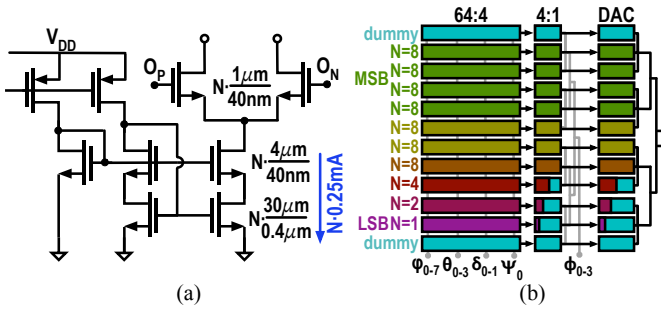 (a)
V_DD
O_P
O_N
N·1μm/40nm
N·4μm/40nm
N·30μm/0.4μm
N·0.25mA
(b)
64:4
4:1
DAC
dummy
N=8
N=8
MSB
N=8
N=8
N=8
N=8
N=8
N=4
N=2
LSB N=1
dummy
φ0-7 θ0-3 δ0-1 Ψ0 ϕ0-3
(a)
(b)